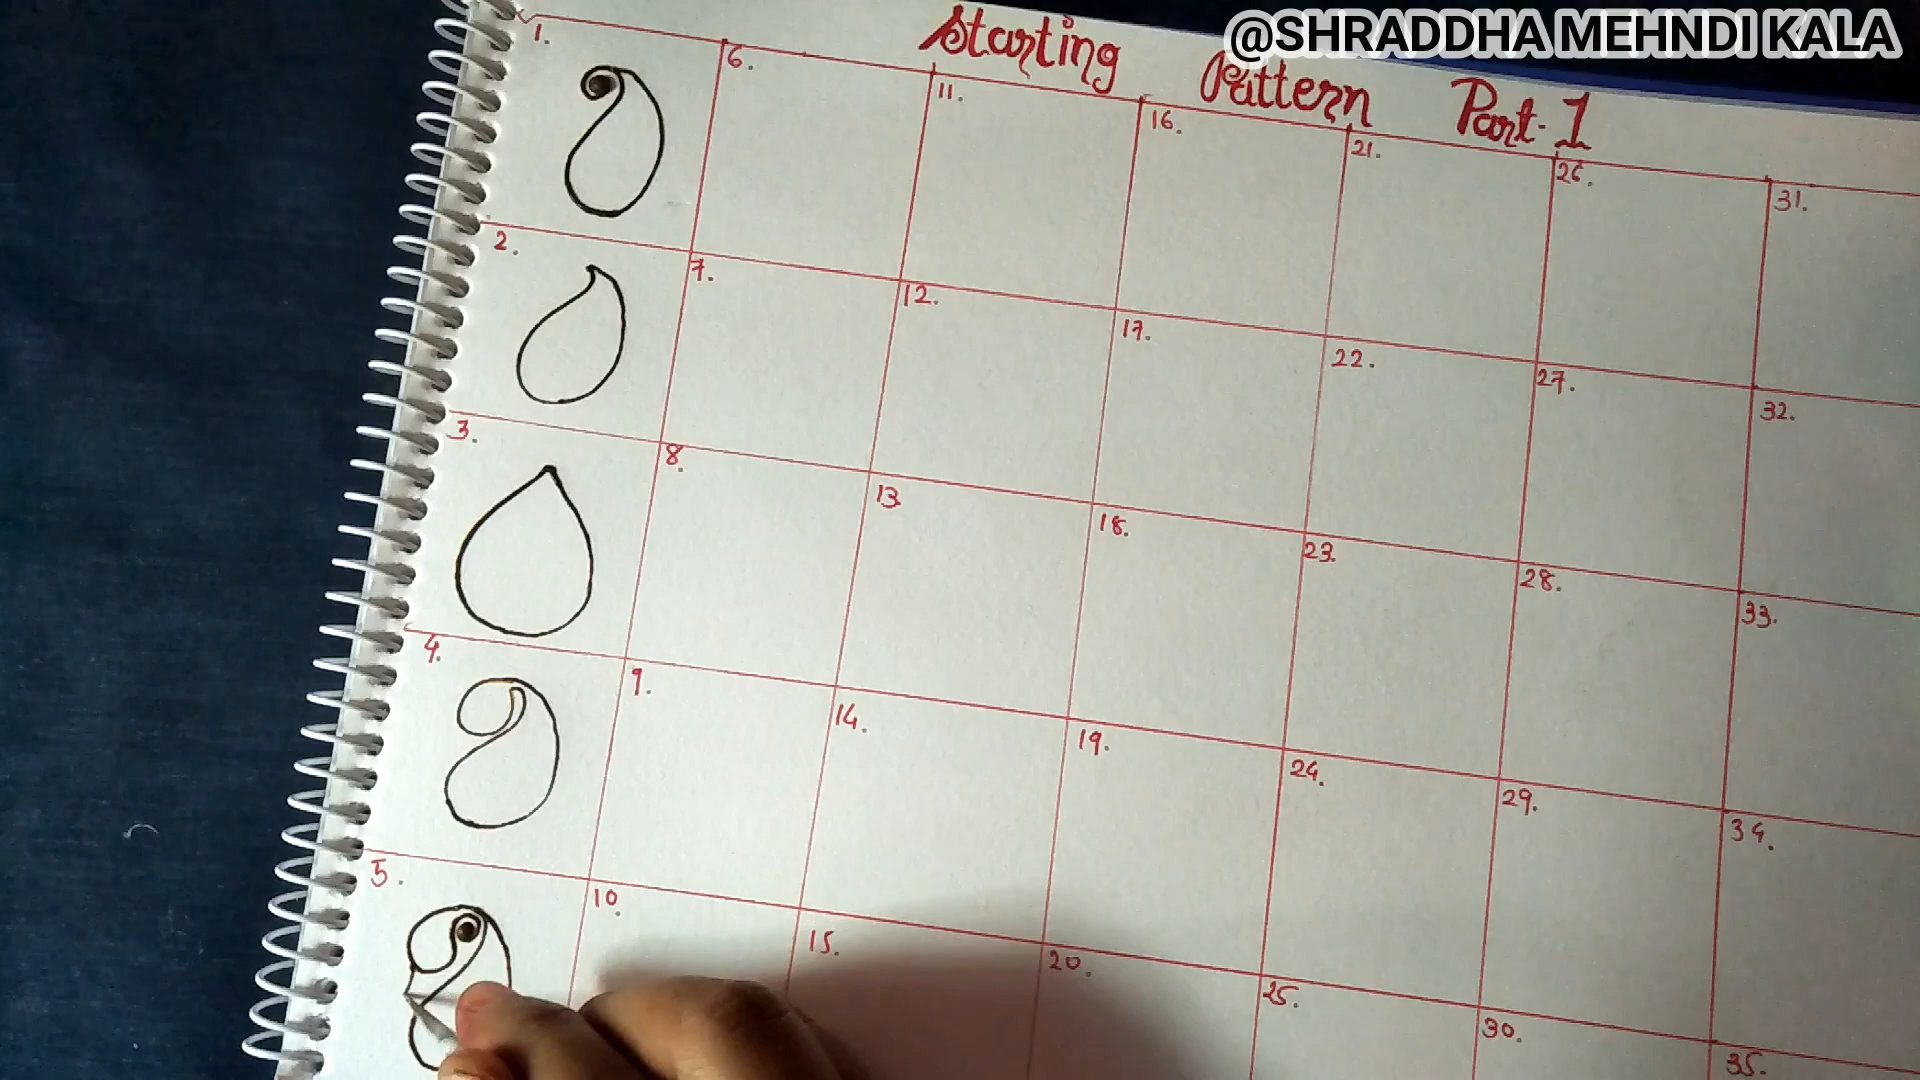 @SHRADDHA MEHNDI KALA
Starting Pattern Part-1
1. 6. 11. 16. 21. 26. 31.
2. 7. 12. 17. 22. 27. 32.
3. 8. 13. 18. 23. 28. 33.
4. 9. 14. 19. 24. 29. 34.
5. 10. 15. 20. 25. 30. 35.